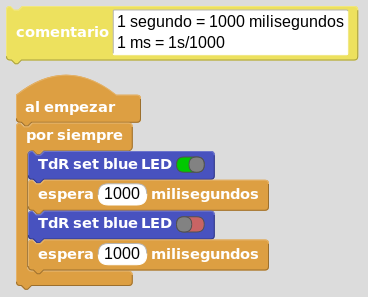 comentario
1 segundo = 1000 milisegundos
1 ms = 1s/1000
al empezar
por siempre
TdR set blue LED
espera 1000 milisegundos
TdR set blue LED
espera 1000 milisegundos